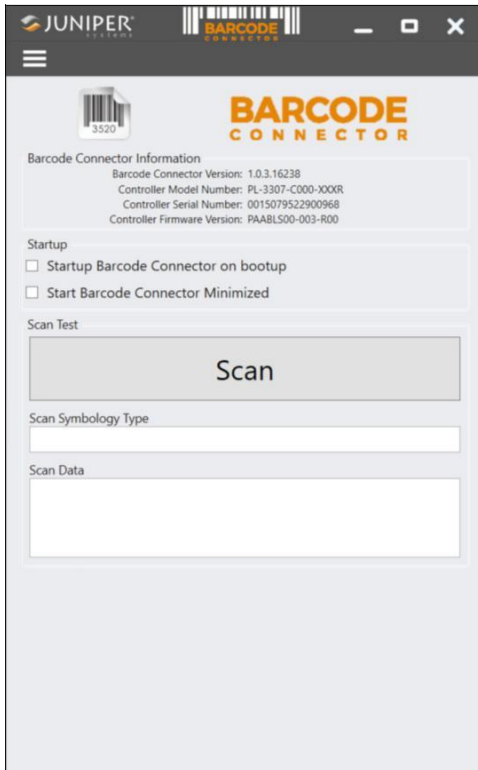 JUNIPER
systems
BARCODE
CONNECTOR
3520
BARCODE
CONNECTOR
Barcode Connector Information
Barcode Connector Version: 1.0.3.16238
Controller Model Number: PL-3307-C000-XXXR
Controller Serial Number: 0015079522900968
Controller Firmware Version: PAABLS00-003-R00
Startup
Startup Barcode Connector on bootup
Start Barcode Connector Minimized
Scan Test
Scan
Scan Symbology Type
Scan Data